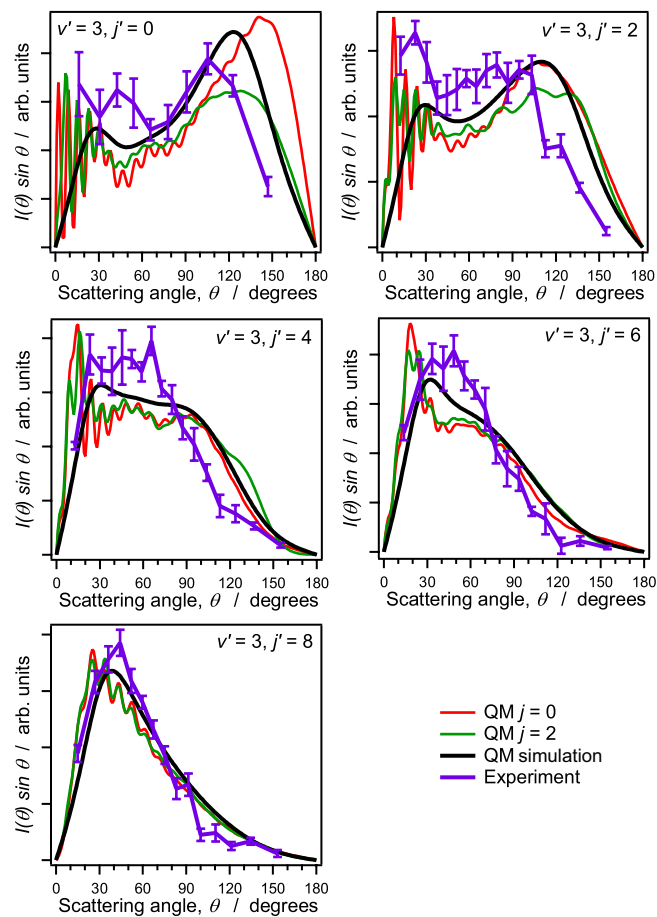 v' = 3, j' = 0
I(θ) sin θ / arb. units
0 30 60 90 120 150 180
Scattering angle, θ / degrees
v' = 3, j' = 2
I(θ) sin θ / arb. units
0 30 60 90 120 150 180
Scattering angle, θ / degrees
v' = 3, j' = 4
I(θ) sin θ / arb. units
0 30 60 90 120 150 180
Scattering angle, θ / degrees
v' = 3, j' = 6
I(θ) sin θ / arb. units
0 30 60 90 120 150 180
Scattering angle, θ / degrees
v' = 3, j' = 8
I(θ) sin θ / arb. units
0 30 60 90 120 150 180
Scattering angle, θ / degrees
QM j = 0
QM j = 2
QM simulation
Experiment